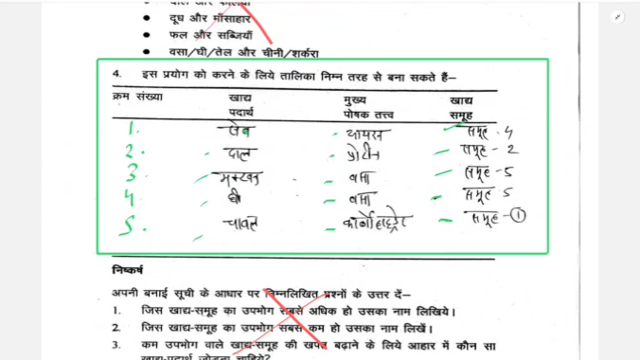 • दूध और माँसाहार
• फल और सब्जियाँ
• वसा/घी/तेल और चीनी/शर्करा
4. इस प्रयोग को करने के लिये तालिका निम्न तरह से बना सकते हैं–
क्रम संख्या खाद्य पदार्थ मुख्य पोषक तत्त्व खाद्य समूह
1. सेब - समूह - 4
2. दाल - प्रोटीन - समूह - 2
3 मक्खन - वसा - समूह - 5
4 घी - वसा - समूह 5
5. चावल - कार्बोहाइड्रेट - समूह - 1
निष्कर्ष
अपनी बनाई सूची के आधार पर निम्नलिखित प्रश्नों के उत्तर दें–
1. जिस खाद्य-समूह का उपभोग सबसे अधिक हो उसका नाम लिखिये।
2. जिस खाद्य-समूह का उपभोग सबसे कम हो उसका नाम लिखें।
3. कम उपभोग वाले खाद्य-समूह की खपत बढ़ाने के लिये आहार में कौन सा
खाद्य-पदार्थ जोड़ना चाहिये?